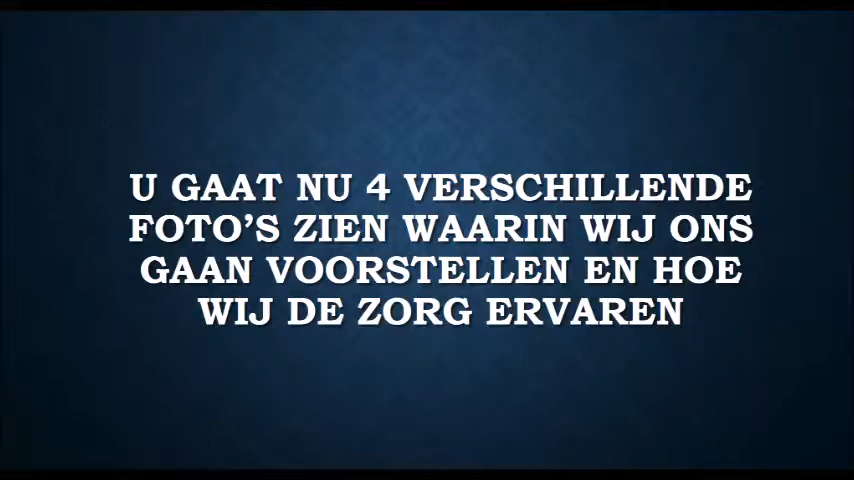 U GAAT NU 4 VERSCHILLENDE
FOTO’S ZIEN WAARIN WIJ ONS
GAAN VOORSTELLEN EN HOE
WIJ DE ZORG ERVAREN